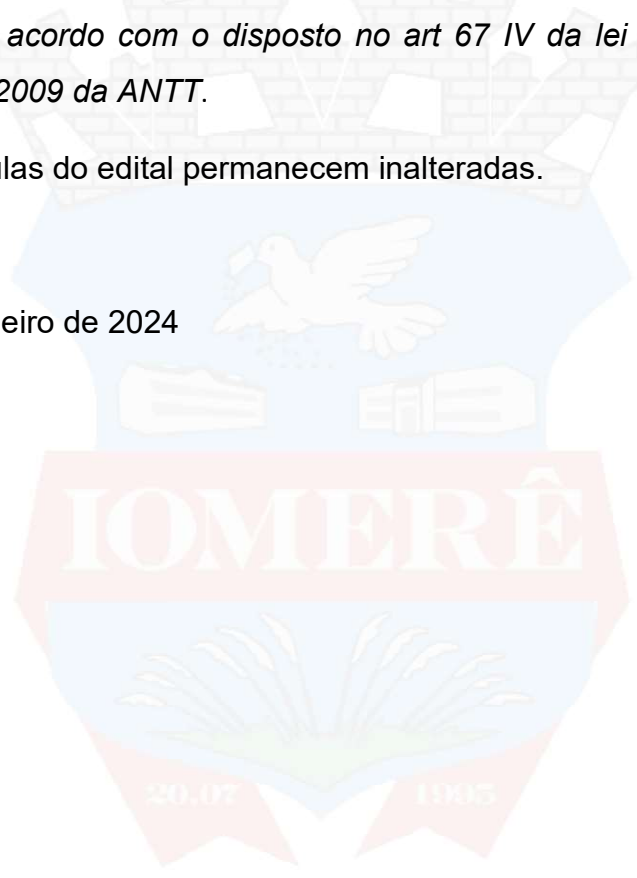 acordo com o disposto no art 67 IV da lei
2009 da ANTT.
las do edital permanecem inalteradas.
eiro de 2024
IOMERÊ
20.07 1995